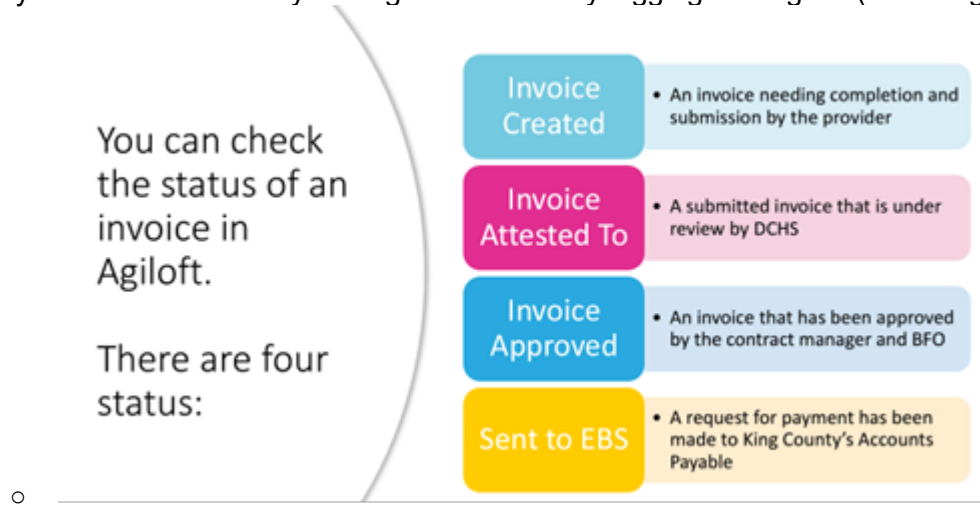 You can check
the status of an
invoice in
Agiloft.
There are four
status:
Invoice
Created
• An invoice needing completion and
submission by the provider
Invoice
Attested To
• A submitted invoice that is under
review by DCHS
Invoice
Approved
• An invoice that has been approved
by the contract manager and BFO
Sent to EBS
• A request for payment has been
made to King County's Accounts
Payable